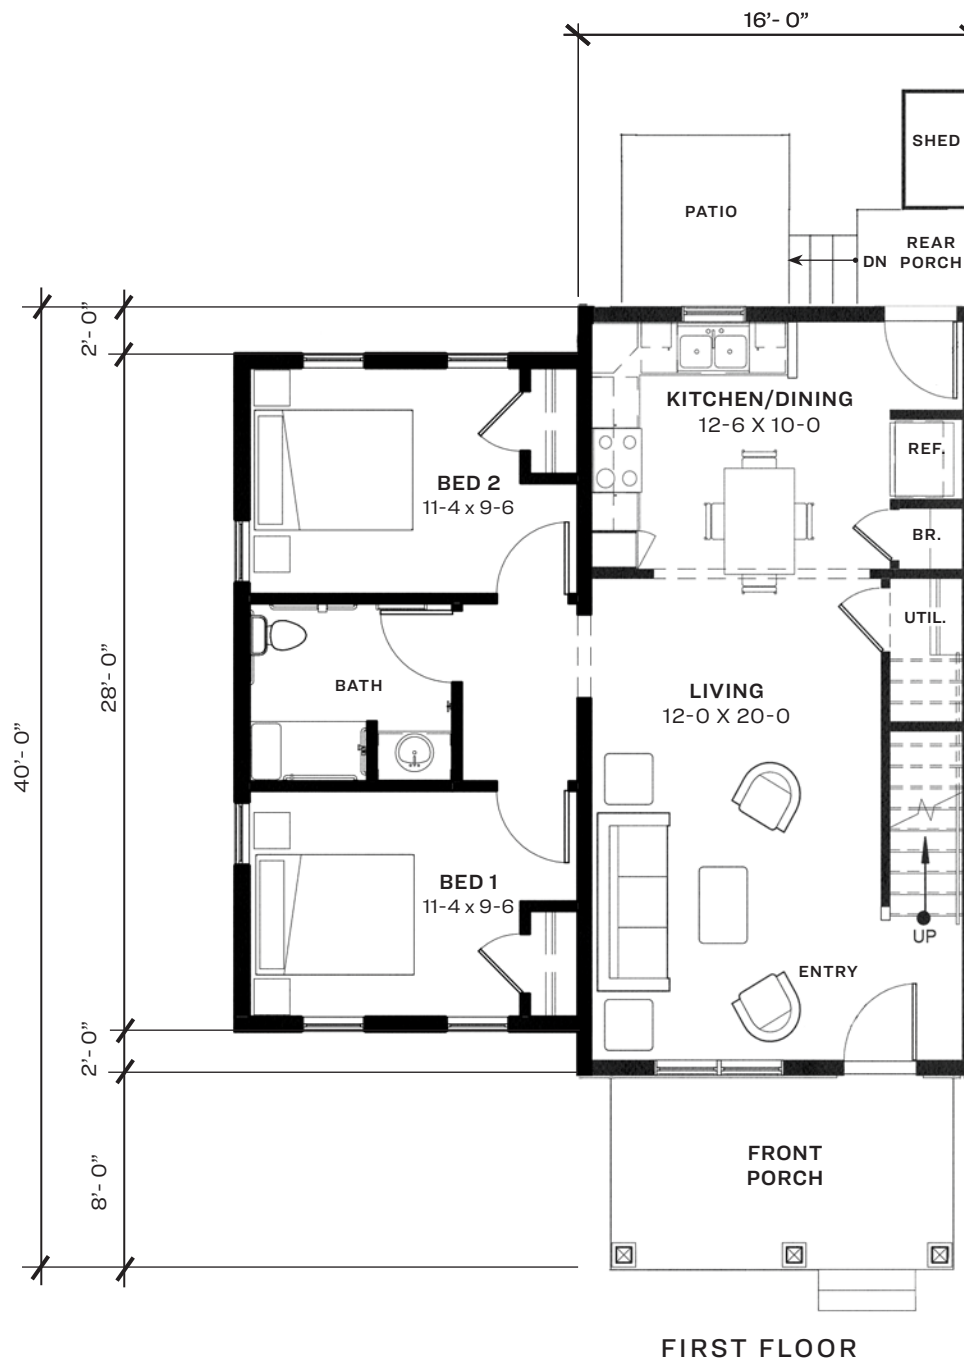 16'- 0"
SHED
PATIO
REAR
PORCH
DN
2'- 0"
KITCHEN/DINING
12-6 X 10-0
REF.
BED 2
11-4 x 9-6
BR.
UTIL.
BATH
28'- 0"
LIVING
12-0 X 20-0
40'- 0"
BED 1
11-4 x 9-6
UP
ENTRY
2'- 0"
FRONT
PORCH
8'- 0"
FIRST FLOOR